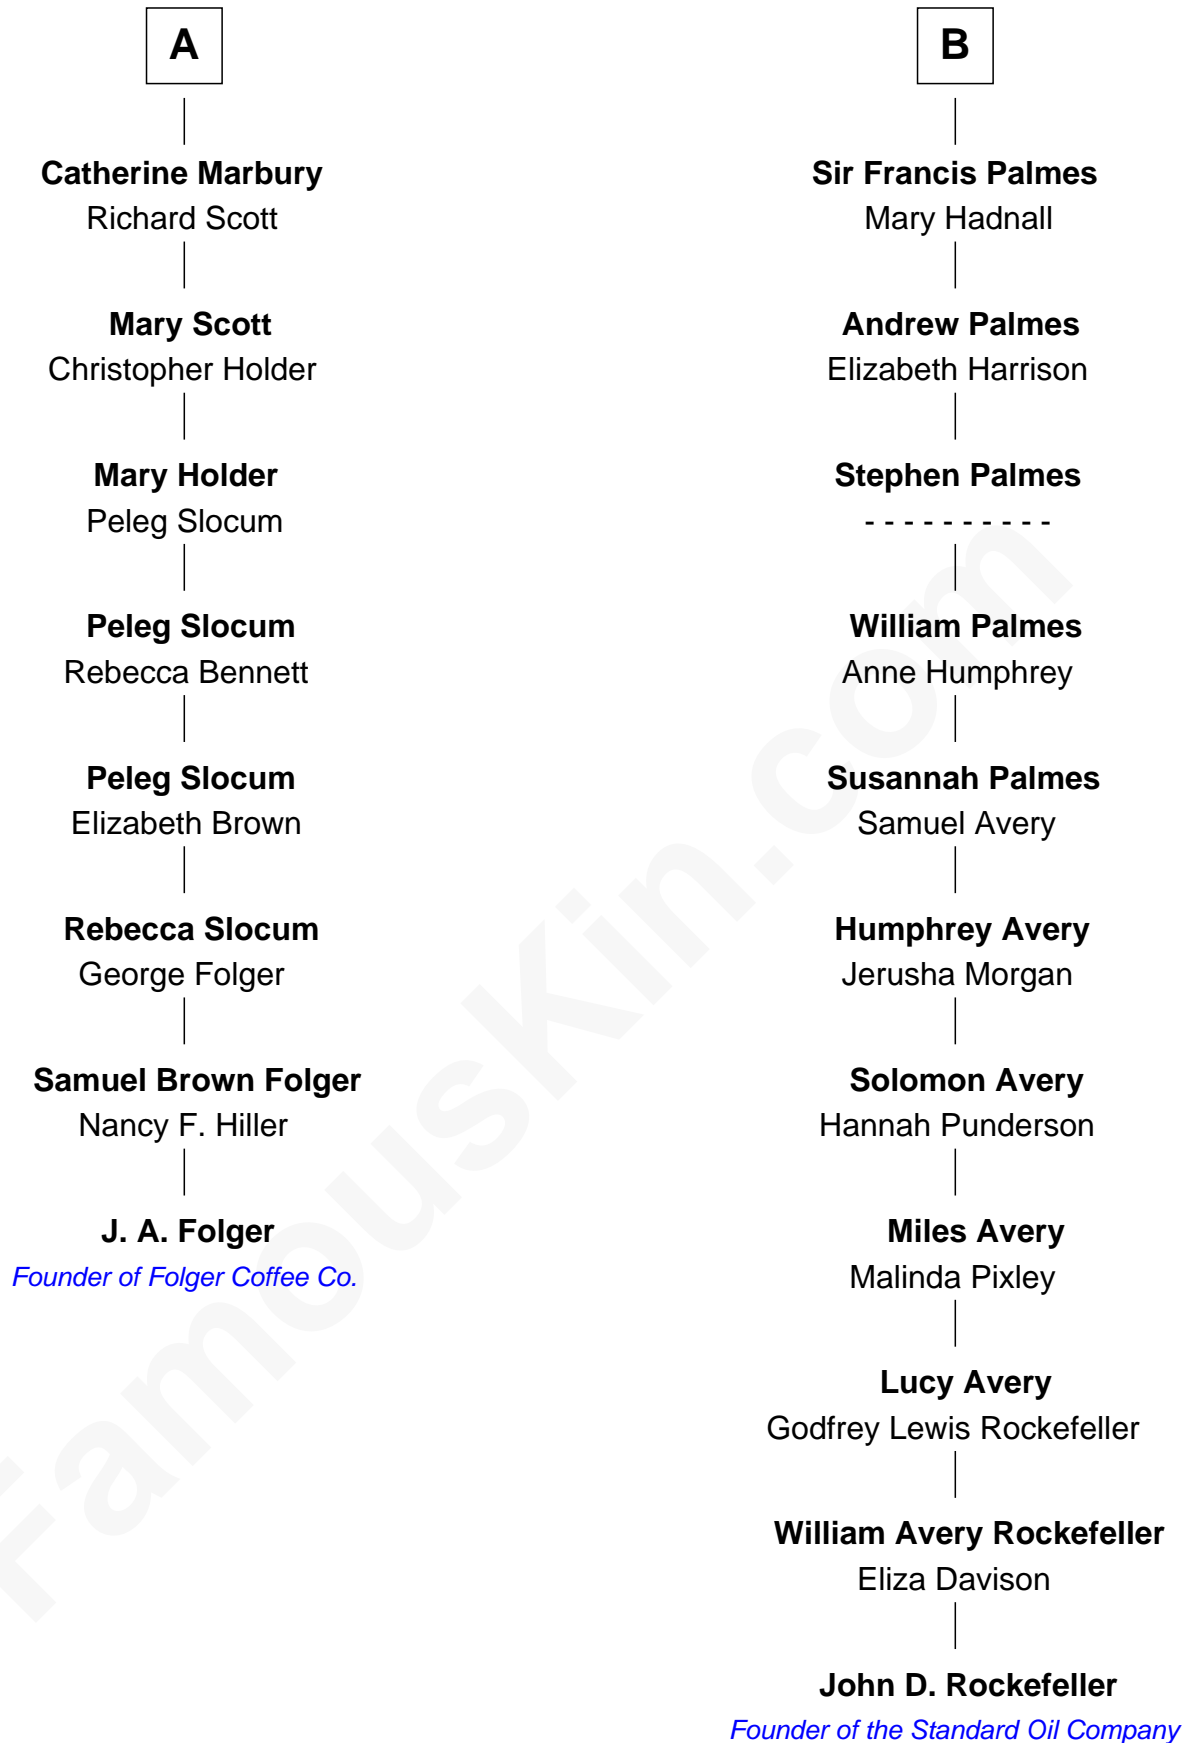 A
Catherine Marbury
Richard Scott
Mary Scott
Christopher Holder
Mary Holder
Peleg Slocum
Peleg Slocum
Rebecca Bennett
Peleg Slocum
Elizabeth Brown
Rebecca Slocum
George Folger
Samuel Brown Folger
Nancy F. Hiller
J. A. Folger
Founder of Folger Coffee Co.
B
Sir Francis Palmes
Mary Hadnall
Andrew Palmes
Elizabeth Harrison
Stephen Palmes
- - - - - - - - - -
William Palmes
Anne Humphrey
Susannah Palmes
Samuel Avery
Humphrey Avery
Jerusha Morgan
Solomon Avery
Hannah Punderson
Miles Avery
Malinda Pixley
Lucy Avery
Godfrey Lewis Rockefeller
William Avery Rockefeller
Eliza Davison
John D. Rockefeller
Founder of the Standard Oil Company
FamousKin.com